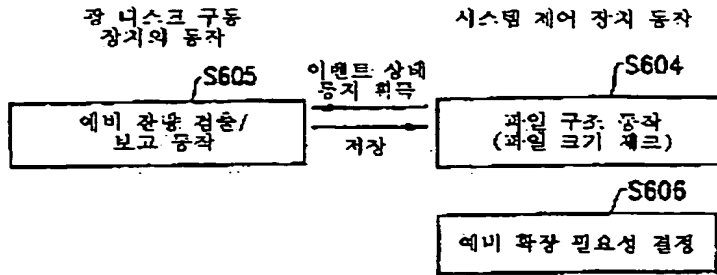 광 디스크 구동
장치의 동작
시스템 제어 장치 동작
S605
이벤트 상태
통지 획득
S604
예비 잔량 검출/
보고 동작
저장
파일 구조 동작
(파일 크기 체크)
S606
예비 확장 필요성 결정